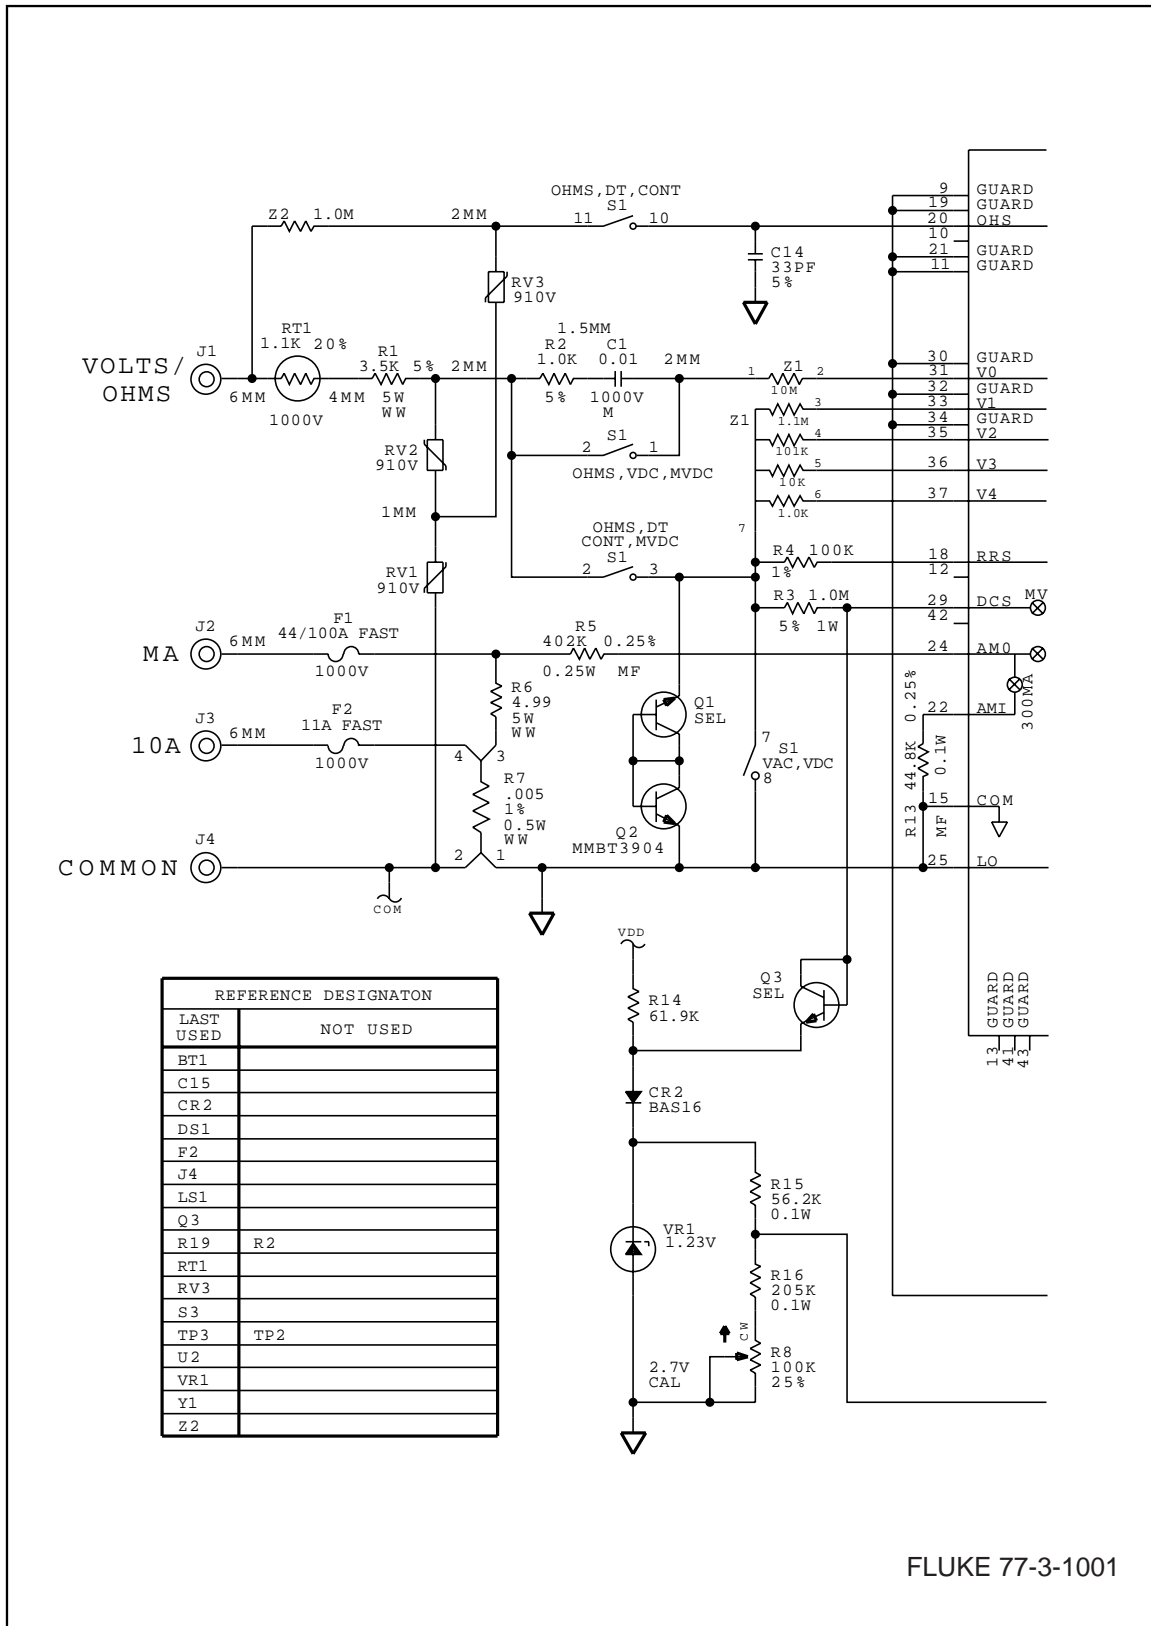 OHMS,DT,CONT
S1
Z2 1.0M
2MM
11
10
9 GUARD
19 GUARD
20 OHS
10
21 GUARD
11 GUARD
C14
33PF
5%
RV3
910V
RT1
1.1K 20%
1000V
VOLTS/
OHMS
J1
6MM
4MM
R1
3.5K 5%
5W
WW
2MM
1.5MM
R2
1.0K
5%
C1
0.01
1000V
M
2MM
1 Z1 2
10M
30 GUARD
31 V0
32 GUARD
33 V1
34 GUARD
35 V2
36 V3
37 V4
Z1
3
1.1M
4
101K
5
10K
6
1.0K
7
RV2
910V
S1
2 1
OHMS,VDC,MVDC
1MM
OHMS,DT
CONT,MVDC
S1
2 3
R4 100K
1%
18 RRS
12
RV1
910V
R3 1.0M
5% 1W
29 DCS
MV
42
MA
J2
6MM
F1
44/100A FAST
1000V
R5
402K 0.25%
0.25W MF
24 AM0
300MA
22 AMI
R6
4.99
5W
WW
Q1
SEL
10A
J3
6MM
F2
11A FAST
1000V
4 3
R7
.005
1%
0.5W
WW
2 1
7
S1
VAC,VDC
8
R13 44.8K 0.25%
MF 0.1W
15 COM
Q2
MMBT3904
COMMON
J4
25 LO
COM
VDD
R14
61.9K
Q3
SEL
GUARD
GUARD
GUARD
13
41
43
CR2
BAS16
R15
56.2K
0.1W
VR1
1.23V
R16
205K
0.1W
CW
R8
100K
25%
2.7V
CAL
REFERENCE DESIGNATON
LAST USED NOT USED
BT1
C15
CR2
DS1
F2
J4
LS1
Q3
R19 R2
RT1
RV3
S3
TP3 TP2
U2
VR1
Y1
Z2
FLUKE 77-3-1001